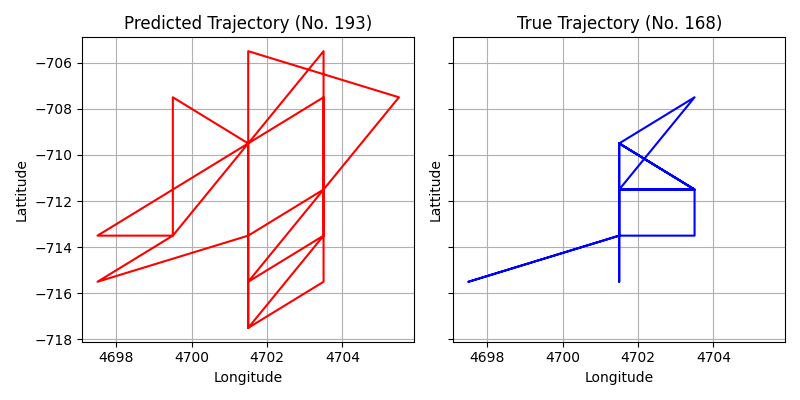 Predicted Trajectory (No. 193)
True Trajectory (No. 168)
Lattitude
−706
−708
−710
−712
−714
−716
−718
4698 4700 4702 4704
Longitude
Lattitude
4698 4700 4702 4704
Longitude